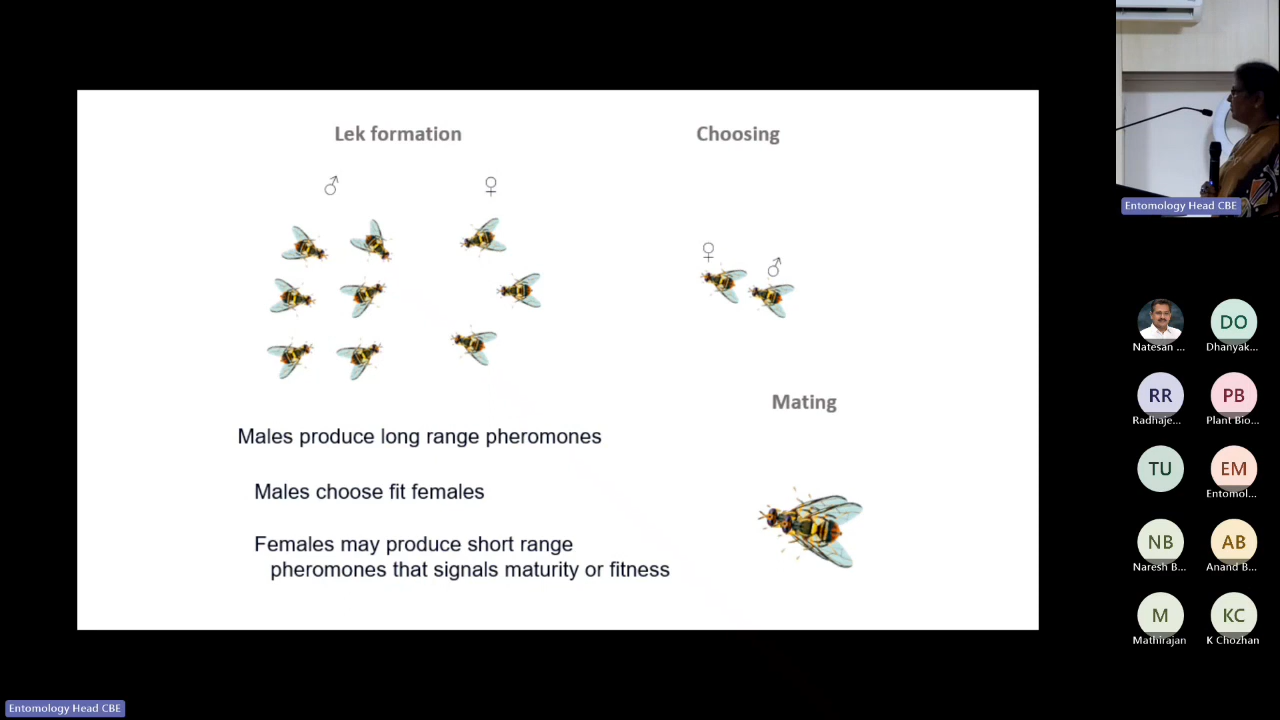 Lek formation
Choosing
♂
♀
♀
♂
Mating
Males produce long range pheromones
Males choose fit females
Females may produce short range
pheromones that signals maturity or fitness
Entomology Head CBE
Natesan ...
DO
Dhanyak...
RR
Radhaje...
PB
Plant Bio...
TU
EM
Entomol...
NB
Naresh B...
AB
Anand B...
M
Mathirajan
KC
K Chozhan
Entomology Head CBE